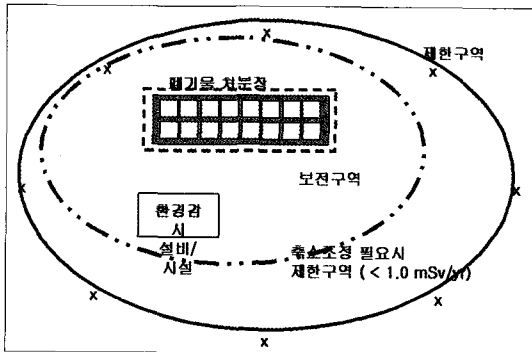 제한구역
폐기물 처분장
보전구역
환경감
시
설비/
시설
축소조정 필요시
제한구역 ( < 1.0 mSv/yr)
x
x
x
x
x
x
x
x